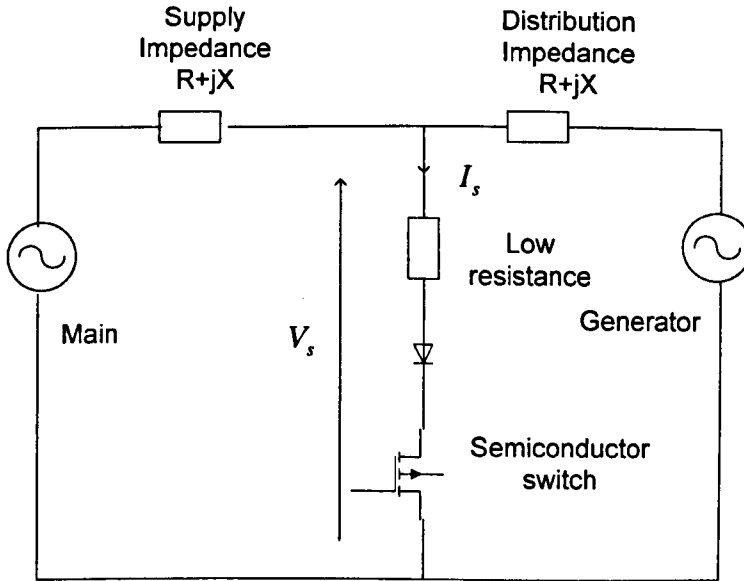 Supply
Impedance
R+jX
Distribution
Impedance
R+jX
I_s
Low
resistance
Main
V_s
Generator
Semiconductor
switch